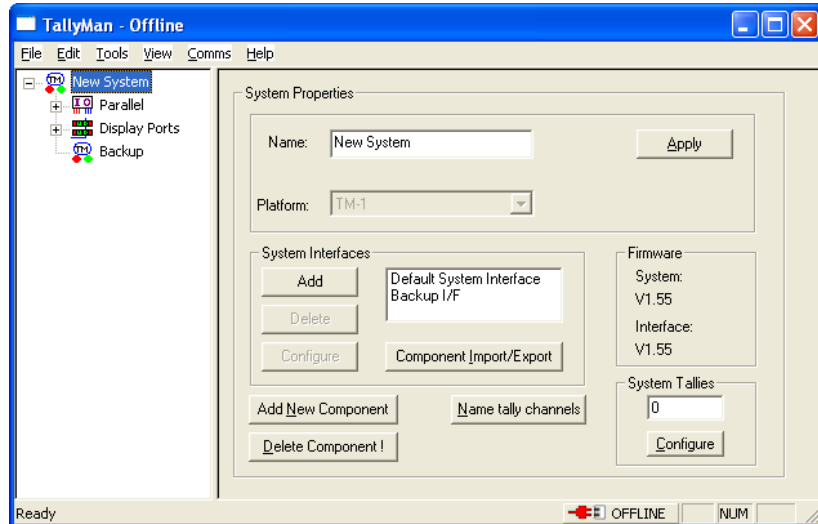 TallyMan - Offline
File Edit Tools View Comms Help
New System
Parallel
Display Ports
Backup
System Properties
Name: New System Apply
Platform: TM-1
System Interfaces
Add
Delete
Configure
Default System Interface
Backup I/F
Component Import/Export
Firmware
System:
V1.55
Interface:
V1.55
Add New Component
Name tally channels
Delete Component !
System Tallies
0
Configure
Ready OFFLINE NUM